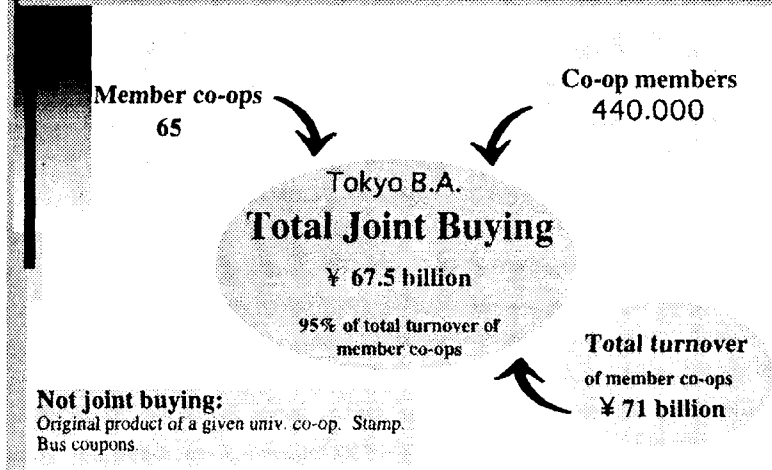 Member co-ops
65
Co-op members
440.000
Tokyo B.A.
Total Joint Buying
¥ 67.5 billion
95% of total turnover of
member co-ops
Total turnover
of member co-ops
¥ 71 billion
Not joint buying:
Original product of a given univ. co-op. Stamp.
Bus coupons.